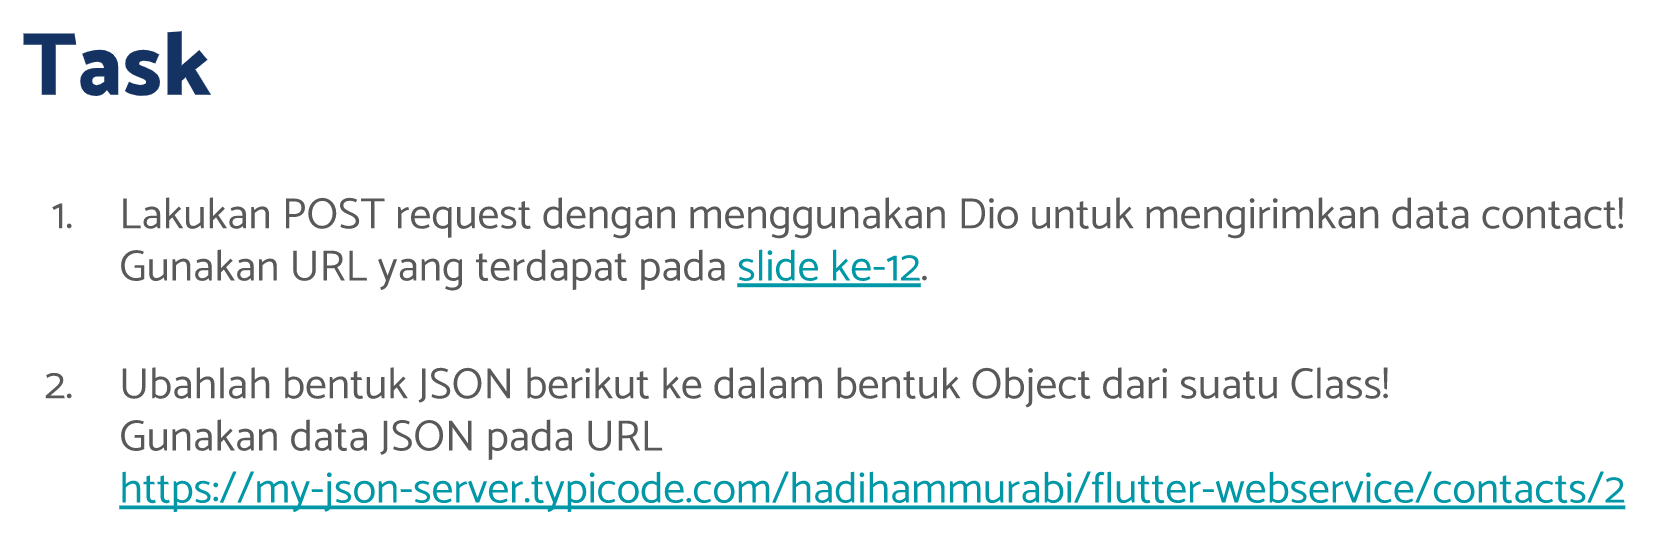 Task
1. Lakukan POST request dengan menggunakan Dio untuk mengirimkan data contact!
Gunakan URL yang terdapat pada slide ke-12.
2. Ubahlah bentuk JSON berikut ke dalam bentuk Object dari suatu Class!
Gunakan data JSON pada URL
https://my-json-server.typicode.com/hadihammurabi/flutter-webservice/contacts/2